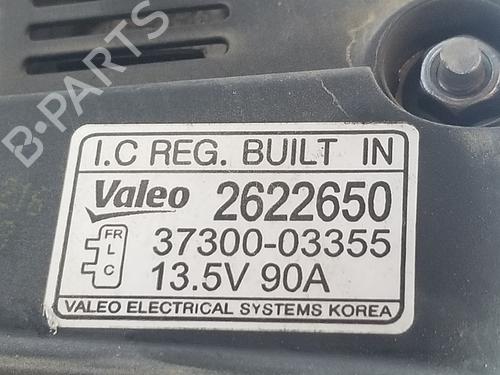 B-PARTS
I.C REG. BUILT IN
Valeo 2622650
FR
L
C
37300-03355
13.5V 90A
VALEO ELECTRICAL SYSTEMS KOREA